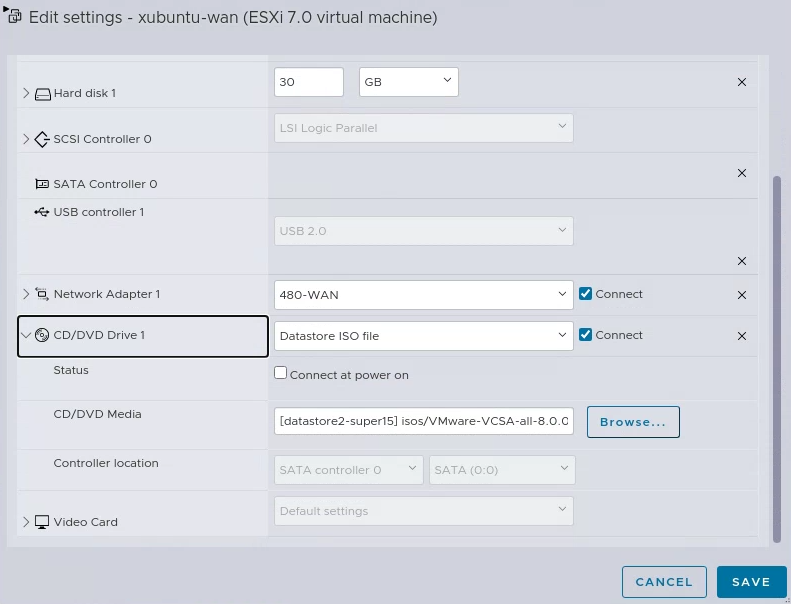 Edit settings - xubuntu-wan (ESXi 7.0 virtual machine)
Hard disk 1
30
GB
SCSI Controller 0
LSI Logic Parallel
SATA Controller 0
USB controller 1
USB 2.0
Network Adapter 1
480-WAN
Connect
CD/DVD Drive 1
Datastore ISO file
Connect
Status
Connect at power on
CD/DVD Media
[datastore2-super15] isos/VMware-VCSA-all-8.0.0
Browse...
Controller location
SATA controller 0
SATA (0:0)
Video Card
Default settings
CANCEL
SAVE